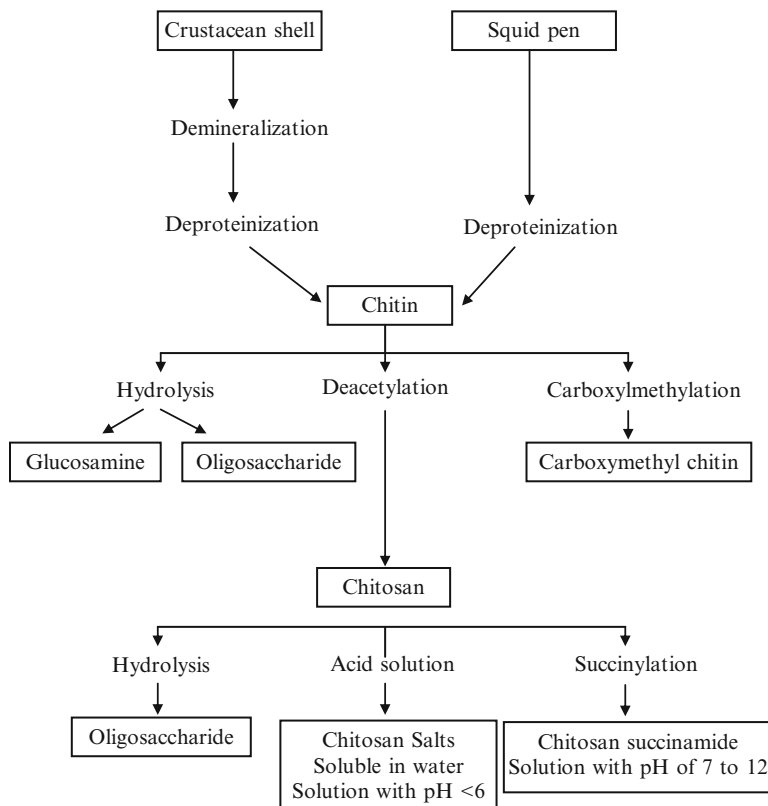 Crustacean shell
Squid pen
Demineralization
Deproteinization
Deproteinization
Chitin
Hydrolysis
Deacetylation
Carboxylmethylation
Glucosamine
Oligosaccharide
Carboxymethyl chitin
Chitosan
Hydrolysis
Acid solution
Succinylation
Oligosaccharide
Chitosan Salts
Soluble in water
Solution with pH <6
Chitosan succinamide
Solution with pH of 7 to 12